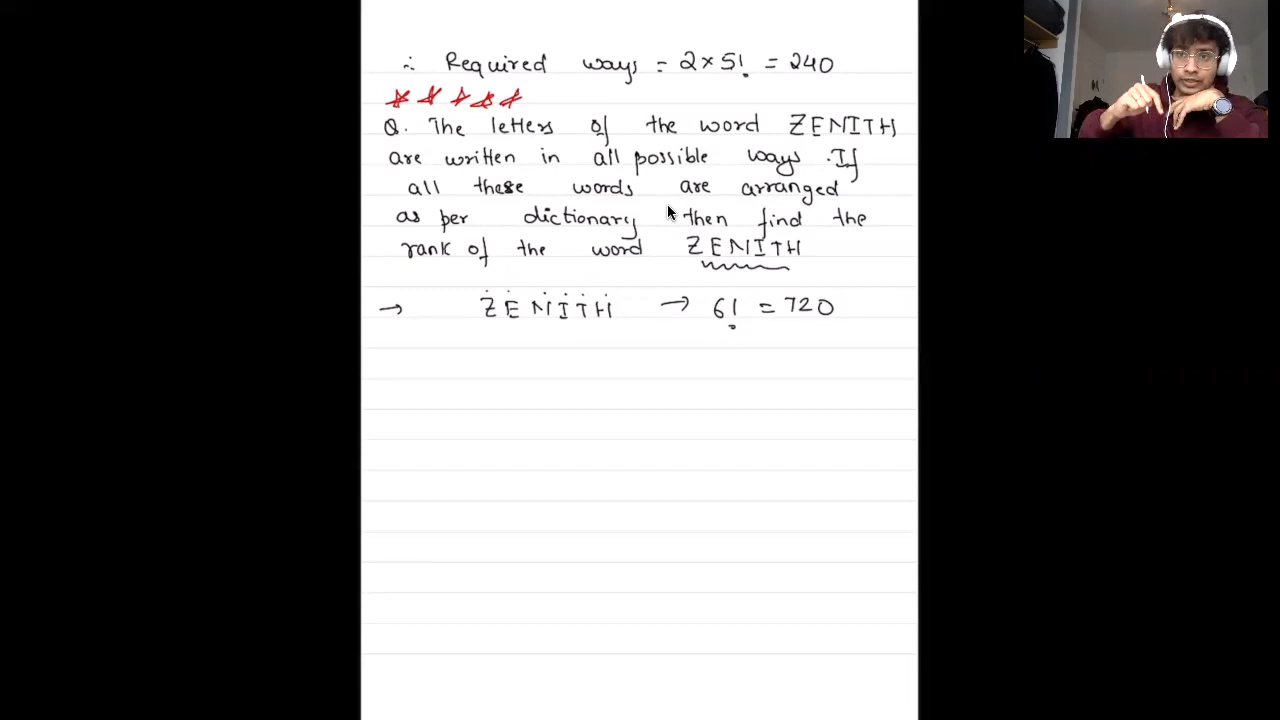 ∴ Required ways = 2 × 5! = 240
Q. The letters of the word ZENITH
are written in all possible ways. If
all these words are arranged
as per dictionary then find the
rank of the word ZENITH
→ ZENITH → 6! = 720